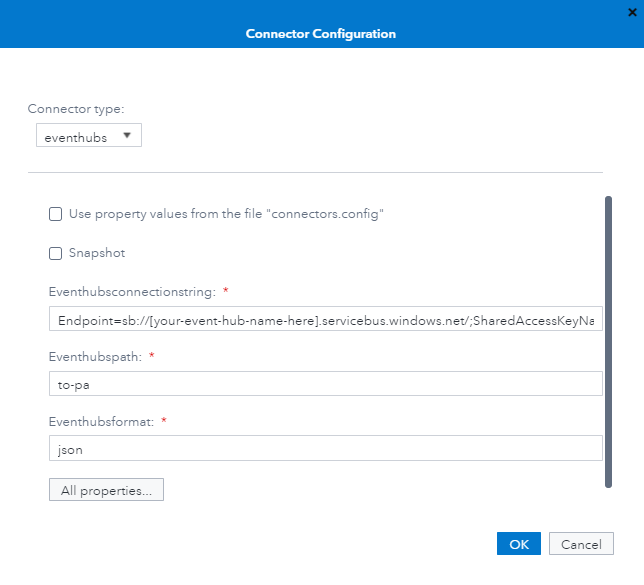 Connector Configuration
Connector type:
eventhubs
Use property values from the file "connectors.config"
Snapshot
Eventhubsconnectionstring: *
Endpoint=sb://[your-event-hub-name-here].servicebus.windows.net/;SharedAccessKeyNa
Eventhubspath: *
to-pa
Eventhubsformat: *
json
All properties...
OK Cancel